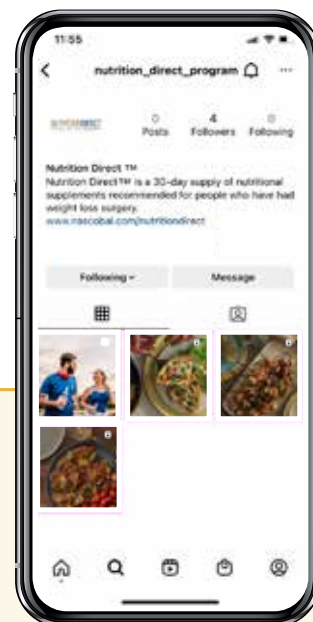 11:55
nutrition_direct_program
0 4 0
Posts Followers Following
Nutrition Direct ™
Nutrition Direct™ is a 30-day supply of nutritional
supplements recommended for people who have had
weight loss surgery.
www.nascobal.com/nutritiondirect
Following Message